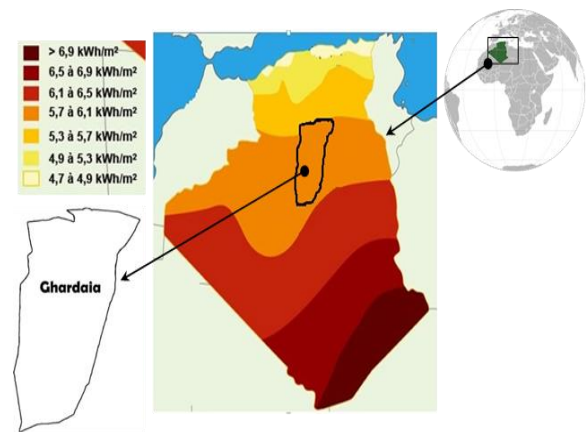 > 6,9 kWh/m²
6,5 à 6,9 kWh/m²
6,1 à 6,5 kWh/m²
5,7 à 6,1 kWh/m²
5,3 à 5,7 kWh/m²
4,9 à 5,3 kWh/m²
4,7 à 4,9 kWh/m²
Ghardaia